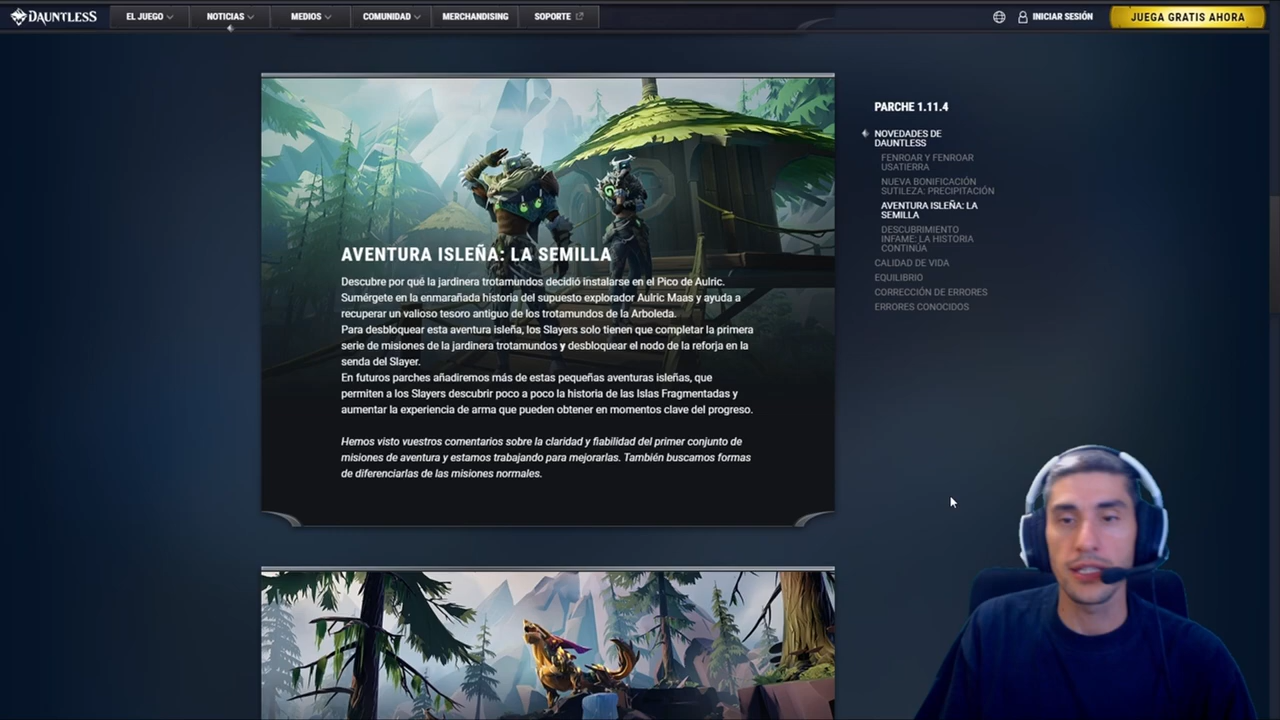 DAUNTLESS
EL JUEGO
NOTICIAS
MEDIOS
COMUNIDAD
MERCHANDISING
SOPORTE
INICIAR SESIÓN
JUEGA GRATIS AHORA
AVENTURA ISLEÑA: LA SEMILLA
Descubre por qué la jardinera trotamundos decidió instalarse en el Pico de Aulric.
Sumérgete en la enmarañada historia del supuesto explorador Aulric Maas y ayuda a
recuperar un valioso tesoro antiguo de los trotamundos de la Arboleda.
Para desbloquear esta aventura isleña, los Slayers solo tienen que completar la primera
serie de misiones de la jardinera trotamundos y desbloquear el nodo de la reforja en la
senda del Slayer.
En futuros parches añadiremos más de estas pequeñas aventuras isleñas, que
permiten a los Slayers descubrir poco a poco la historia de las Islas Fragmentadas y
aumentar la experiencia de arma que pueden obtener en momentos clave del progreso.
Hemos visto vuestros comentarios sobre la claridad y fiabilidad del primer conjunto de
misiones de aventura y estamos trabajando para mejorarlas. También buscamos formas
de diferenciarlas de las misiones normales.
PARCHE 1.11.4
NOVEDADES DE
DAUNTLESS
FENROAR Y FENROAR
USATIERRA
NUEVA BONIFICACIÓN
SUTILEZA: PRECIPITACIÓN
AVENTURA ISLEÑA: LA
SEMILLA
DESCUBRIMIENTO
INFAME: LA HISTORIA
CONTINÚA
CALIDAD DE VIDA
EQUILIBRIO
CORRECCIÓN DE ERRORES
ERRORES CONOCIDOS